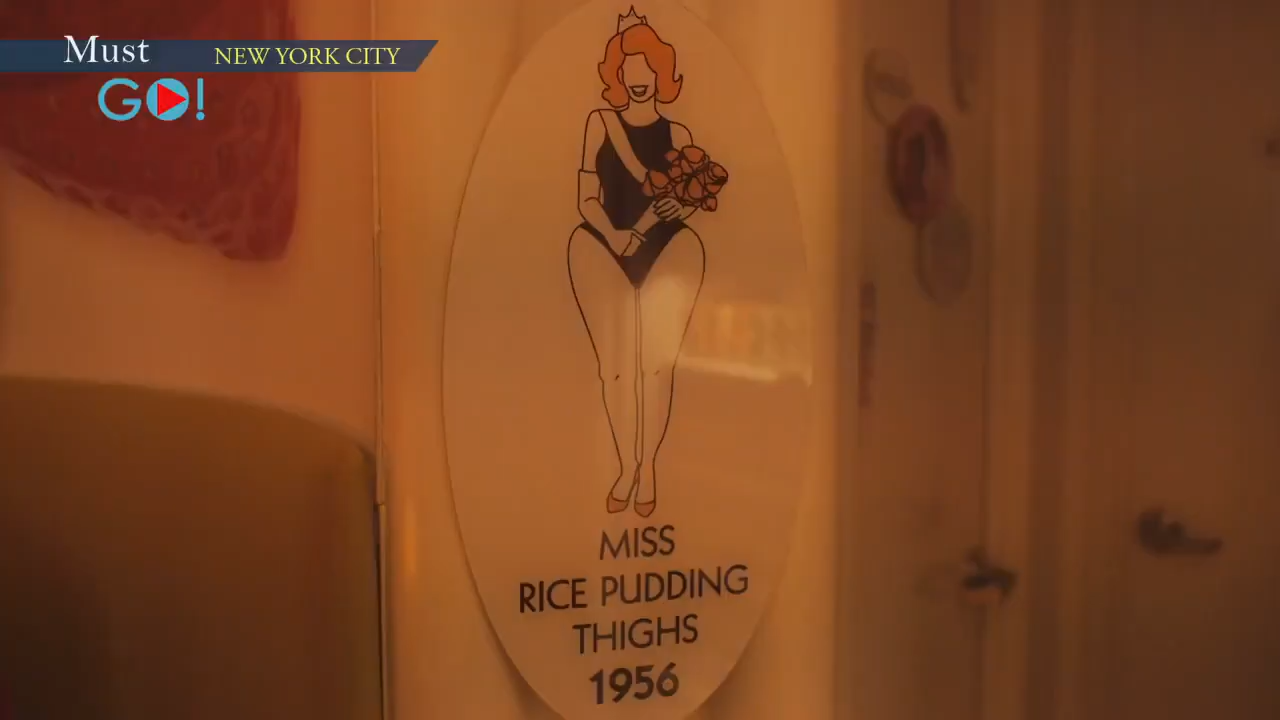 Must
NEW YORK CITY
GO!
MISS
RICE PUDDING
THIGHS
1956